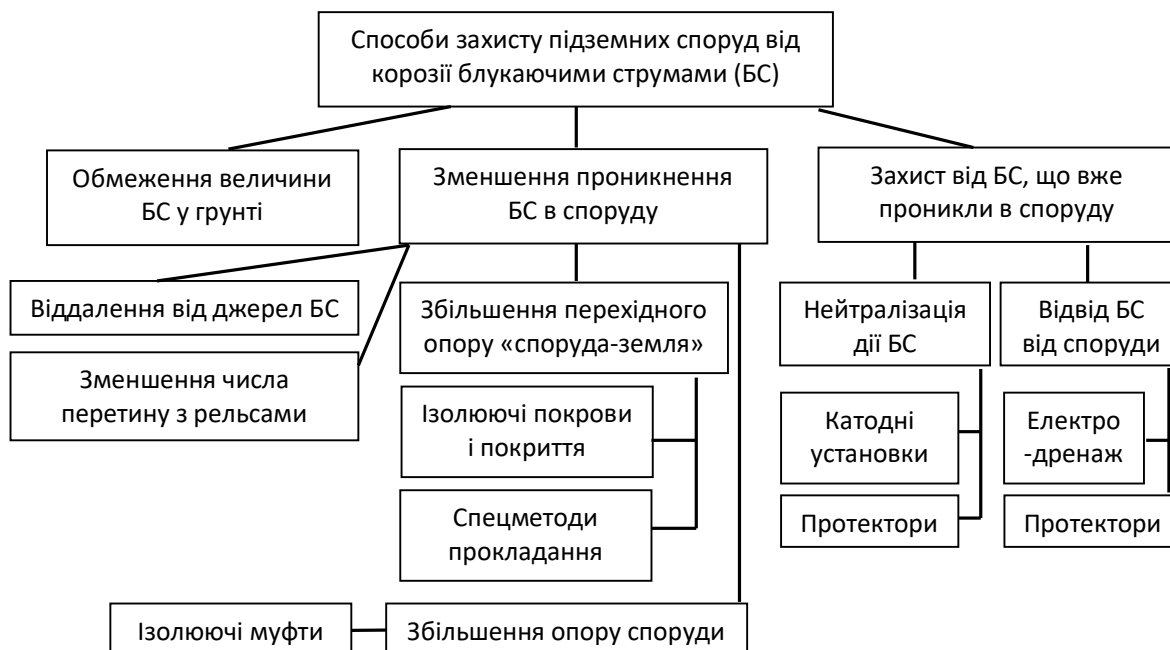 Способи захисту підземних споруд від
корозії блукаючими струмами (БС)
Обмеження величини
БС у грунті
Зменшення проникнення
БС в споруду
Захист від БС, що вже
проникли в споруду
Віддалення від джерел БС
Зменшення числа
перетину з рельсами
Збільшення перехідного
опору «споруда-земля»
Ізолюючі покрови
і покриття
Спецметоди
прокладання
Ізолюючі муфти
Збільшення опору споруди
Нейтралізація
дії БС
Катодні
установки
Протектори
Відвід БС
від споруди
Електро
-дренаж
Протектори